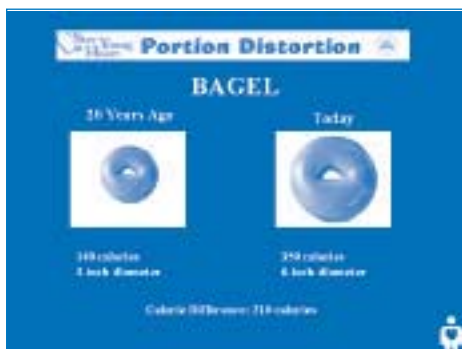 Portion Distortion
BAGEL
20 Years Ago
Today
140 calories
3 inch diameter
350 calories
6 inch diameter
Calorie Difference: 210 calories